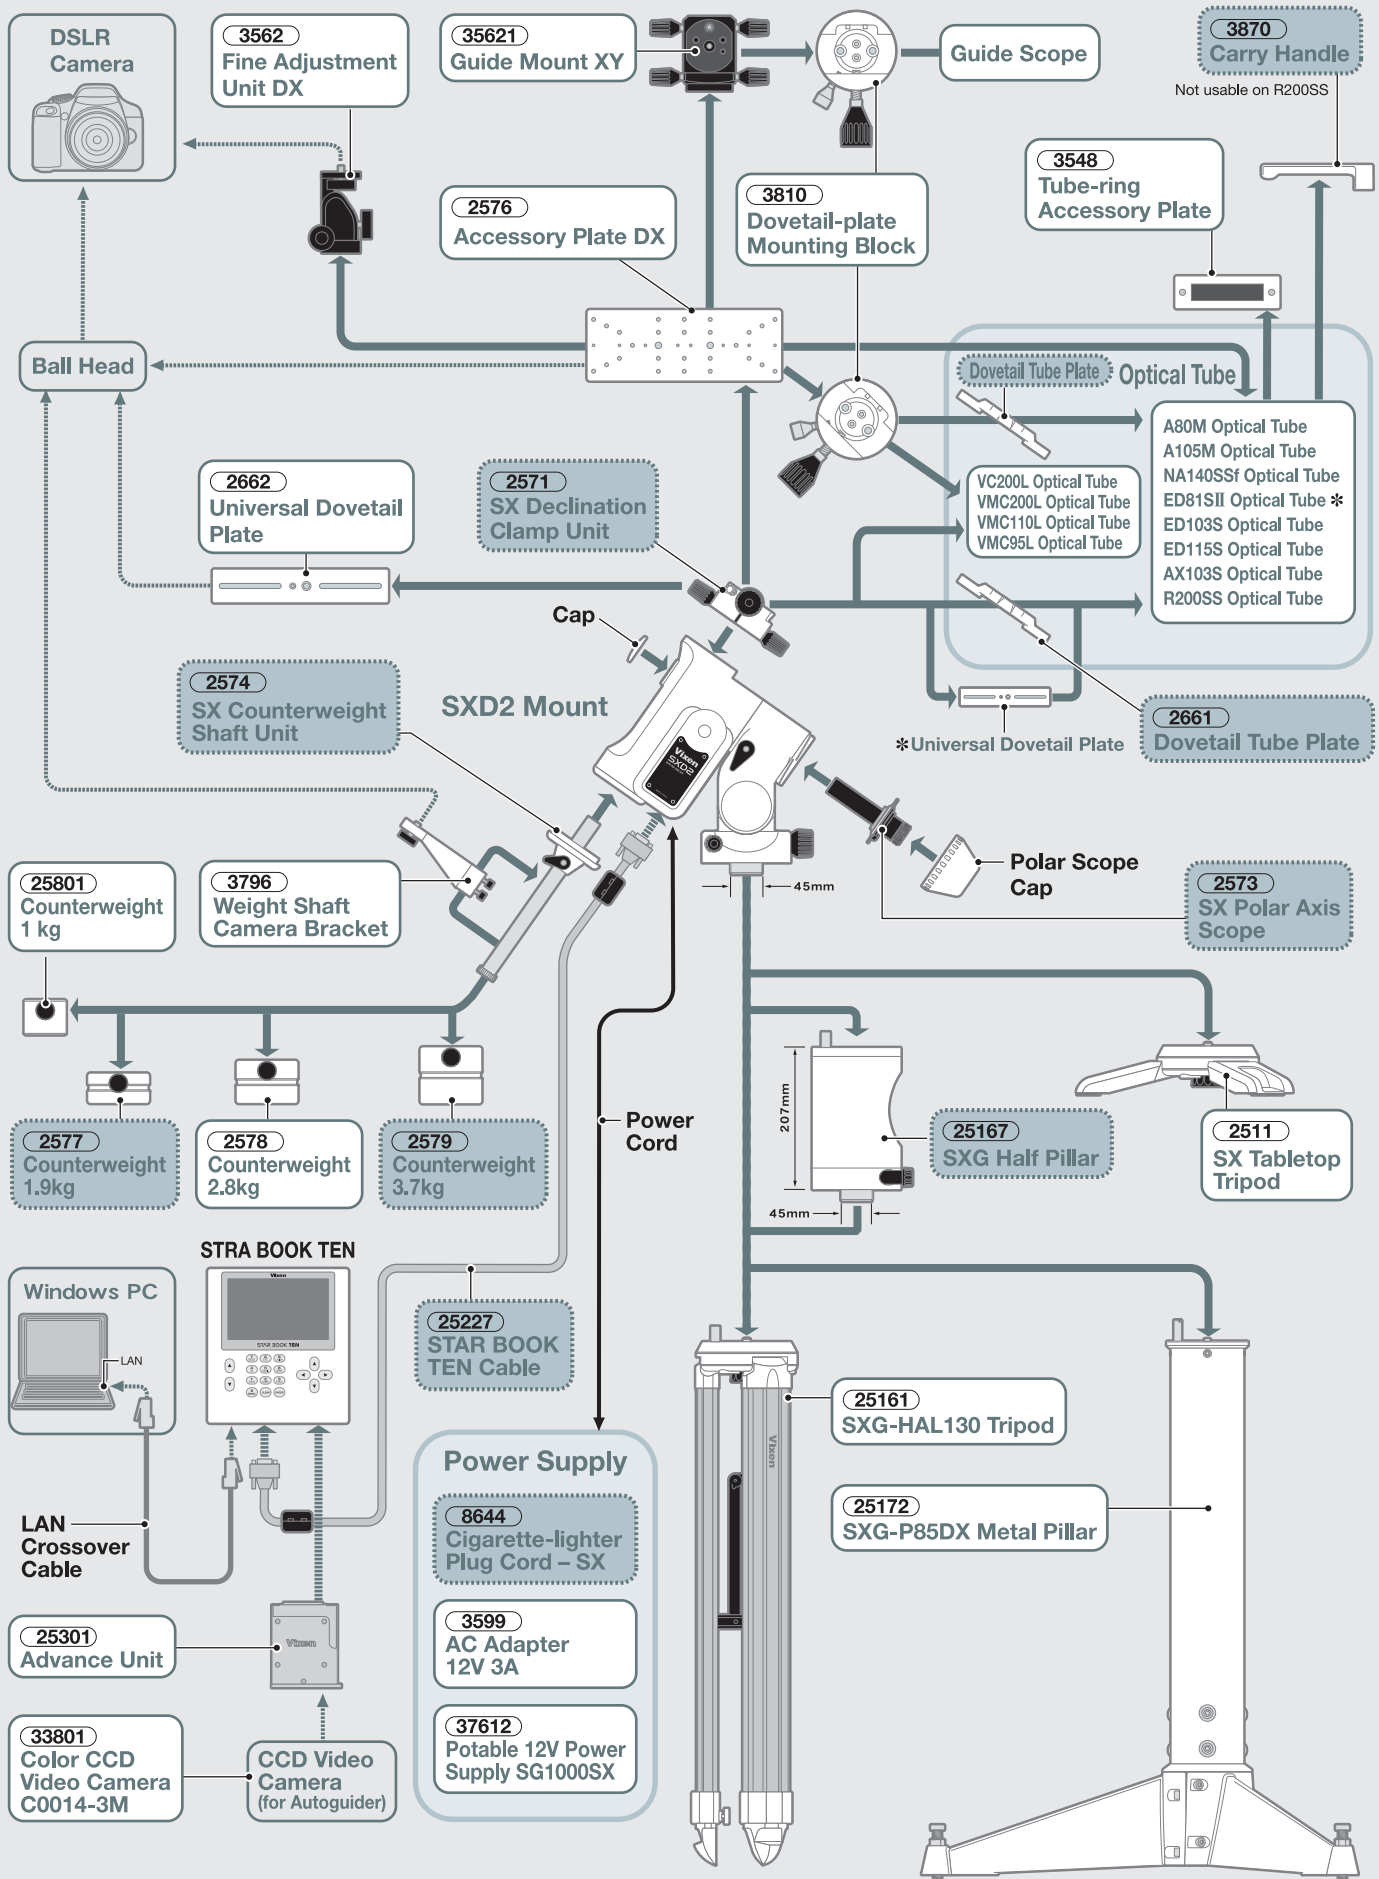 DSLR
Camera
3562
Fine Adjustment
Unit DX
35621
Guide Mount XY
Guide Scope
3870
Carry Handle
Not usable on R200SS
3548
Tube-ring
Accessory Plate
2576
Accessory Plate DX
3810
Dovetail-plate
Mounting Block
Ball Head
Dovetail Tube Plate
Optical Tube
A80M Optical Tube
A105M Optical Tube
NA140SSf Optical Tube
ED81SII Optical Tube *
ED103S Optical Tube
ED115S Optical Tube
AX103S Optical Tube
R200SS Optical Tube
VC200L Optical Tube
VMC200L Optical Tube
VMC110L Optical Tube
VMC95L Optical Tube
2662
Universal Dovetail
Plate
2571
SX Declination
Clamp Unit
Cap
2574
SX Counterweight
Shaft Unit
SXD2 Mount
Vixen
SXD2
*Universal Dovetail Plate
2661
Dovetail Tube Plate
Polar Scope
Cap
2573
SX Polar Axis
Scope
45mm
25801
Counterweight
1 kg
3796
Weight Shaft
Camera Bracket
2577
Counterweight
1.9kg
2578
Counterweight
2.8kg
2579
Counterweight
3.7kg
Power
Cord
207mm
45mm
25167
SXG Half Pillar
2511
SX Tabletop
Tripod
STRA BOOK TEN
Windows PC
LAN
Vixen
STAR BOOK TEN
25227
STAR BOOK
TEN Cable
LAN
Crossover
Cable
Power Supply
8644
Cigarette-lighter
Plug Cord – SX
3599
AC Adapter
12V 3A
37612
Potable 12V Power
Supply SG1000SX
25161
SXG-HAL130 Tripod
Vixen
25172
SXG-P85DX Metal Pillar
25301
Advance Unit
Vixen
33801
Color CCD
Video Camera
C0014-3M
CCD Video
Camera
(for Autoguider)